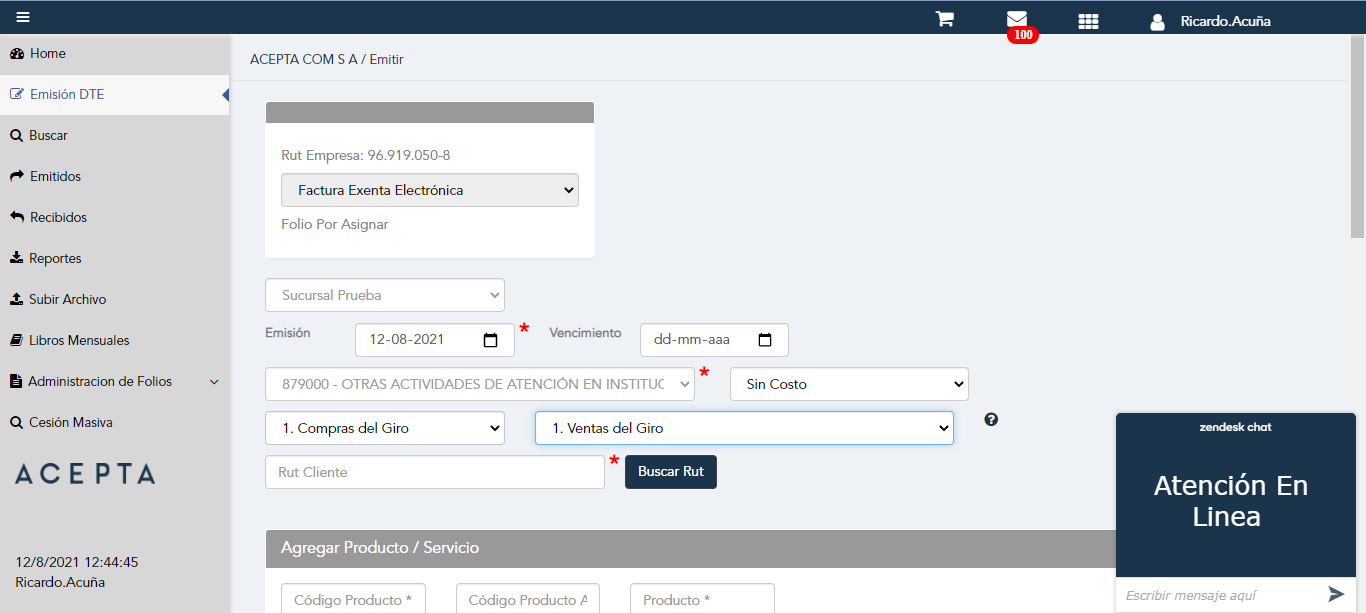 100 Ricardo.Acuña
Home
Emisión DTE
Buscar
Emitidos
Recibidos
Reportes
Subir Archivo
Libros Mensuales
Administracion de Folios
Cesión Masiva
ACEPTA
12/8/2021 12:44:45
Ricardo.Acuña
ACEPTA COM S A / Emitir
Rut Empresa: 96.919.050-8
Factura Exenta Electrónica
Folio Por Asignar
Sucursal Prueba
Emisión 12-08-2021 * Vencimiento dd-mm-aaa
879000 - OTRAS ACTIVIDADES DE ATENCIÓN EN INSTITUC * Sin Costo
1. Compras del Giro 1. Ventas del Giro ?
Rut Cliente * Buscar Rut
Agregar Producto / Servicio
Código Producto * Código Producto A Producto *
zendesk chat
Atención En
Linea
Escribir mensaje aquí